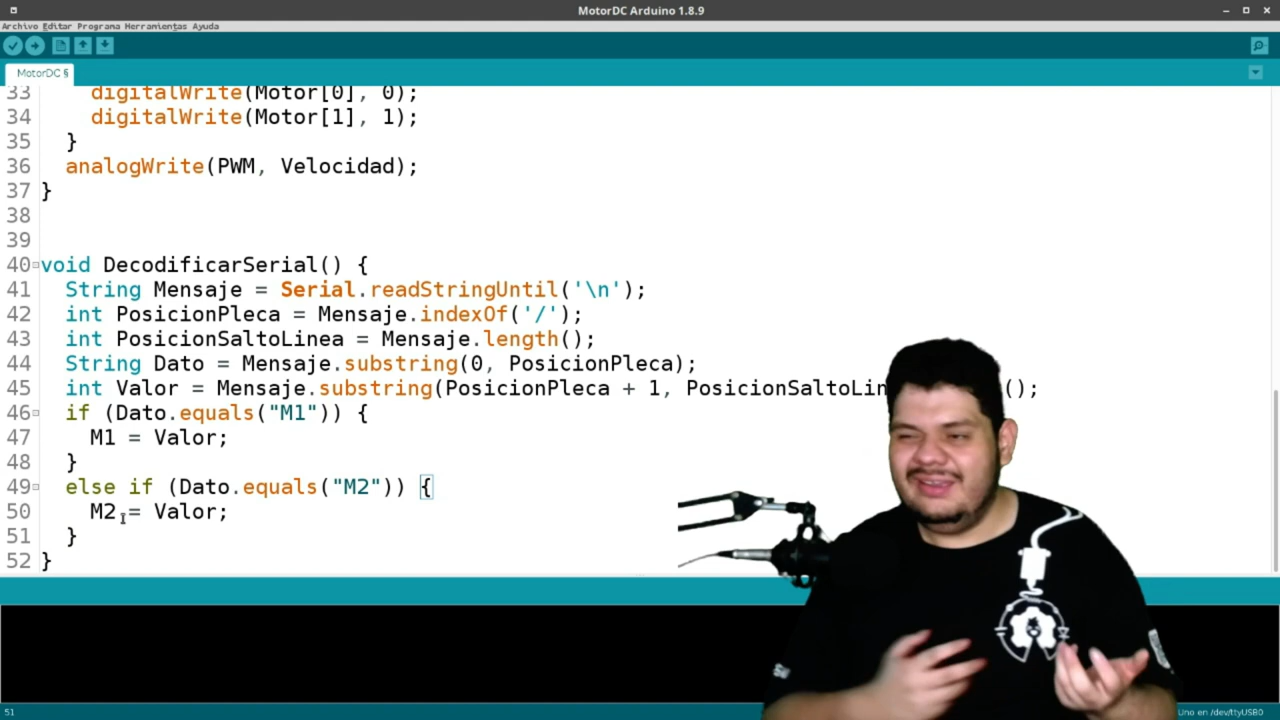 MotorDC Arduino 1.8.9
Archivo Editar Programa Herramientas Ayuda
MotorDC §
33 digitalWrite(Motor[0], 0);
34 digitalWrite(Motor[1], 1);
35 }
36 analogWrite(PWM, Velocidad);
37 }
38
39
40 void DecodificarSerial() {
41 String Mensaje = Serial.readStringUntil('\n');
42 int PosicionPleca = Mensaje.indexOf('/');
43 int PosicionSaltoLinea = Mensaje.length();
44 String Dato = Mensaje.substring(0, PosicionPleca);
45 int Valor = Mensaje.substring(PosicionPleca + 1, PosicionSaltoLin ();
46 if (Dato.equals("M1")) {
47 M1 = Valor;
48 }
49 else if (Dato.equals("M2")) {
50 M2 = Valor;
51 }
52 }
51
Uno en /dev/ttyUSB0